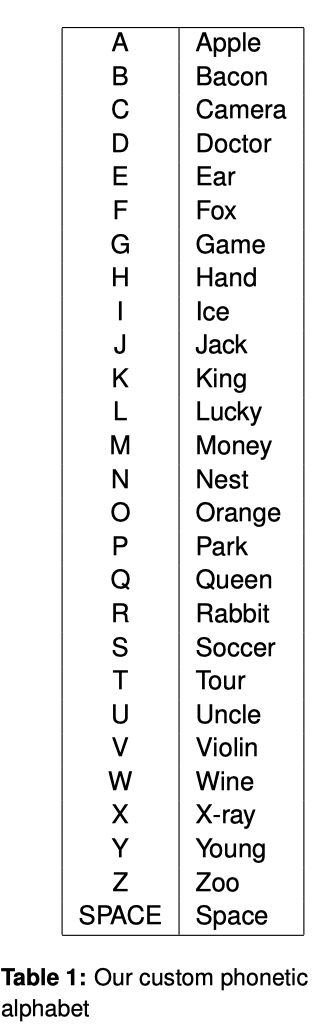 A Apple
B Bacon
C Camera
D Doctor
E Ear
F Fox
G Game
H Hand
I Ice
J Jack
K King
L Lucky
M Money
N Nest
O Orange
P Park
Q Queen
R Rabbit
S Soccer
T Tour
U Uncle
V Violin
W Wine
X X-ray
Y Young
Z Zoo
SPACE Space
Table 1: Our custom phonetic
alphabet